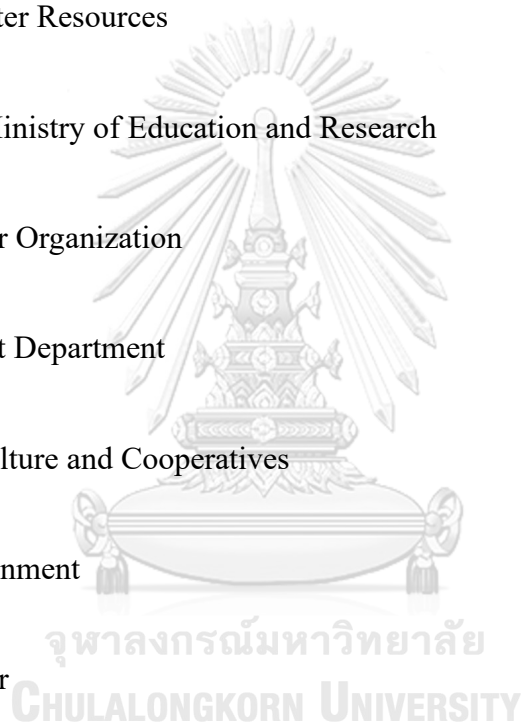 ter Resources
inistry of Education and Research
r Organization
t Department
lture and Cooperatives
nment
จุฬาลงกรณ์มหาวิทยาลัย
r
CHULALONGKORN UNIVERSITY